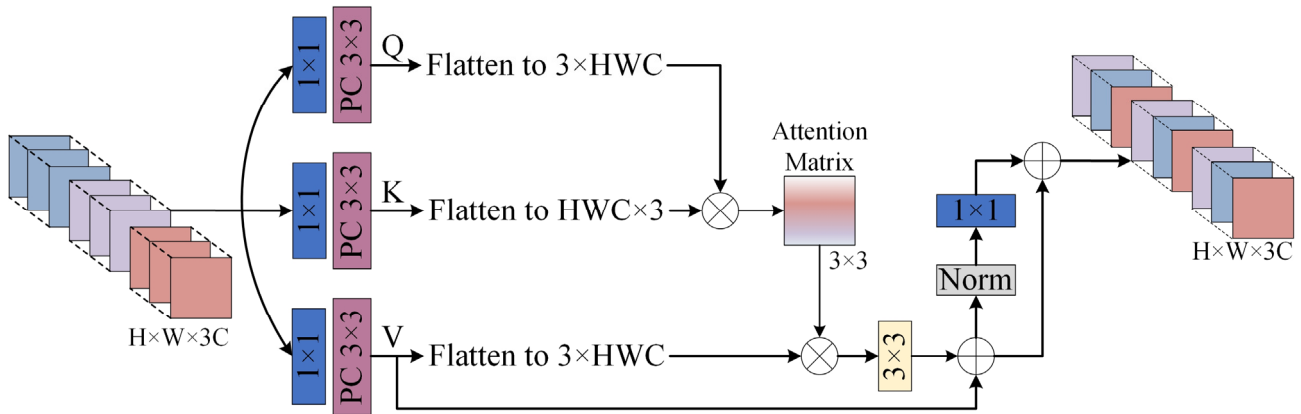 1×1
PC 3×3
Q
Flatten to 3×HWC
1×1
PC 3×3
K
Flatten to HWC×3
Attention
Matrix
3×3
1×1
Norm
H×W×3C
H×W×3C
1×1
PC 3×3
V
Flatten to 3×HWC
3×3